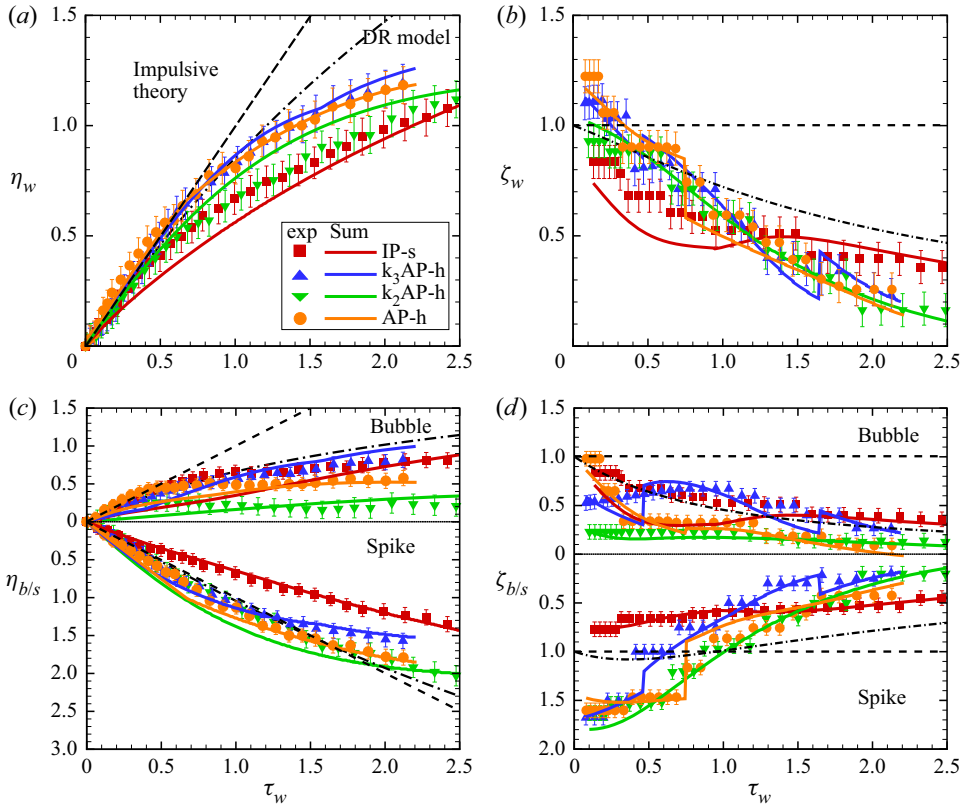 (a)
1.5
1.0
0.5
0
η_w
Impulsive
theory
DR model
exp Sum
IP-s
k₃AP-h
k₂AP-h
AP-h
0.5 1.0 1.5 2.0 2.5
(b)
1.5
1.0
0.5
ζ_w
0 0.5 1.0 1.5 2.0 2.5
(c)
1.5
1.0
0.5
0
0.5
1.0
1.5
2.0
2.5
3.0
η_b/s
Bubble
Spike
0 0.5 1.0 1.5 2.0 2.5
τ_w
(d)
1.5
1.0
0.5
0
0.5
1.0
1.5
2.0
ζ_b/s
Bubble
Spike
0 0.5 1.0 1.5 2.0 2.5
τ_w